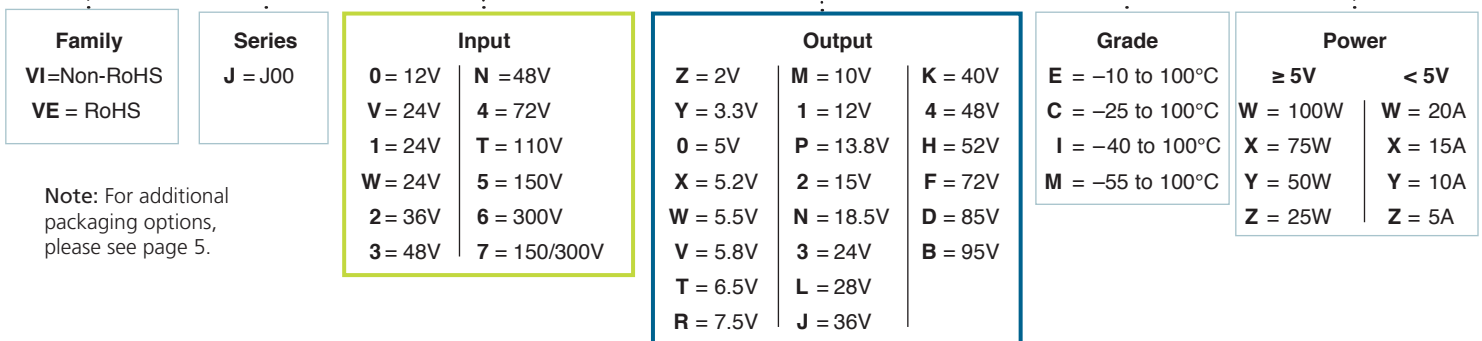 Family
VI=Non-RoHS
VE = RoHS
Series
J = J00
Input
0 = 12V
V = 24V
1 = 24V
W = 24V
2 = 36V
3 = 48V
N =48V
4 = 72V
T = 110V
5 = 150V
6 = 300V
7 = 150/300V
Output
Z = 2V
Y = 3.3V
0 = 5V
X = 5.2V
W = 5.5V
V = 5.8V
T = 6.5V
R = 7.5V
M = 10V
1 = 12V
P = 13.8V
2 = 15V
N = 18.5V
3 = 24V
L = 28V
J = 36V
K = 40V
4 = 48V
H = 52V
F = 72V
D = 85V
B = 95V
Grade
E = –10 to 100°C
C = –25 to 100°C
I = –40 to 100°C
M = –55 to 100°C
Power
≥ 5V
W = 100W
X = 75W
Y = 50W
Z = 25W
< 5V
W = 20A
X = 15A
Y = 10A
Z = 5A
Note: For additional
packaging options,
please see page 5.